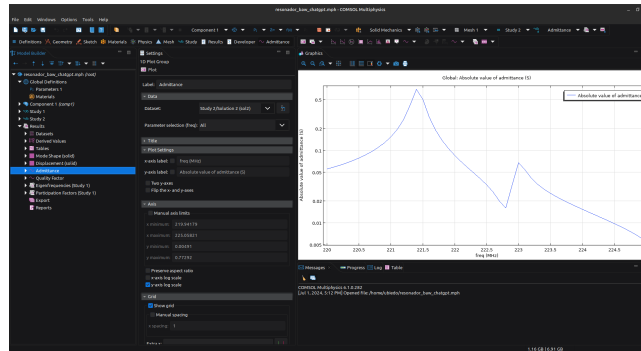 resonador_baw_chatgpt.mph - COMSOL Multiphysics
File Edit Windows Options Tools Help
Component 1
Solid Mechanics
Mesh 1
Study 2
Admittance
Definitions Geometry Sketch Materials Physics Mesh Study Results Developer Admittance
Model Builder
resonador_baw_chatgpt.mph (root)
Global Definitions
Parameters 1
Materials
Component 1 (comp1)
Study 1
Study 2
Results
Datasets
Derived Values
Tables
Mode Shape (solid)
Displacement (solid)
Admittance
Quality Factor
Eigenfrequencies (Study 1)
Participation Factors (Study 1)
Export
Reports
Settings
1D Plot Group
Plot
Label: Admittance
Data
Dataset: Study 2/Solution 2 (sol2)
Parameter selection (freq): All
Title
Plot Settings
x-axis label: freq (MHz)
y-axis label: Absolute value of admittance (S)
Two y-axes
Flip the x- and y-axes
Axis
Manual axis limits
x minimum:
x maximum:
y minimum:
y maximum:
Preserve aspect ratio
x-axis log scale
y-axis log scale
Grid
Show grid
Manual spacing
x spacing: 1
Graphics
Global: Absolute value of admittance (S)
Absolute value of admittance
Absolute value of admittance (S)
0.5
0.2
0.1
0.05
0.02
0.01
0.005
220 220.5 221 221.5 222 222.5 223 223.5 224 224.5
freq (MHz)
Messages Progress Log Table
COMSOL Multiphysics 6.1.0.282
[Jul 1, 2024, 5:12 PM] Opened file: /home/ubiedo/resonador_baw_chatgpt.mph